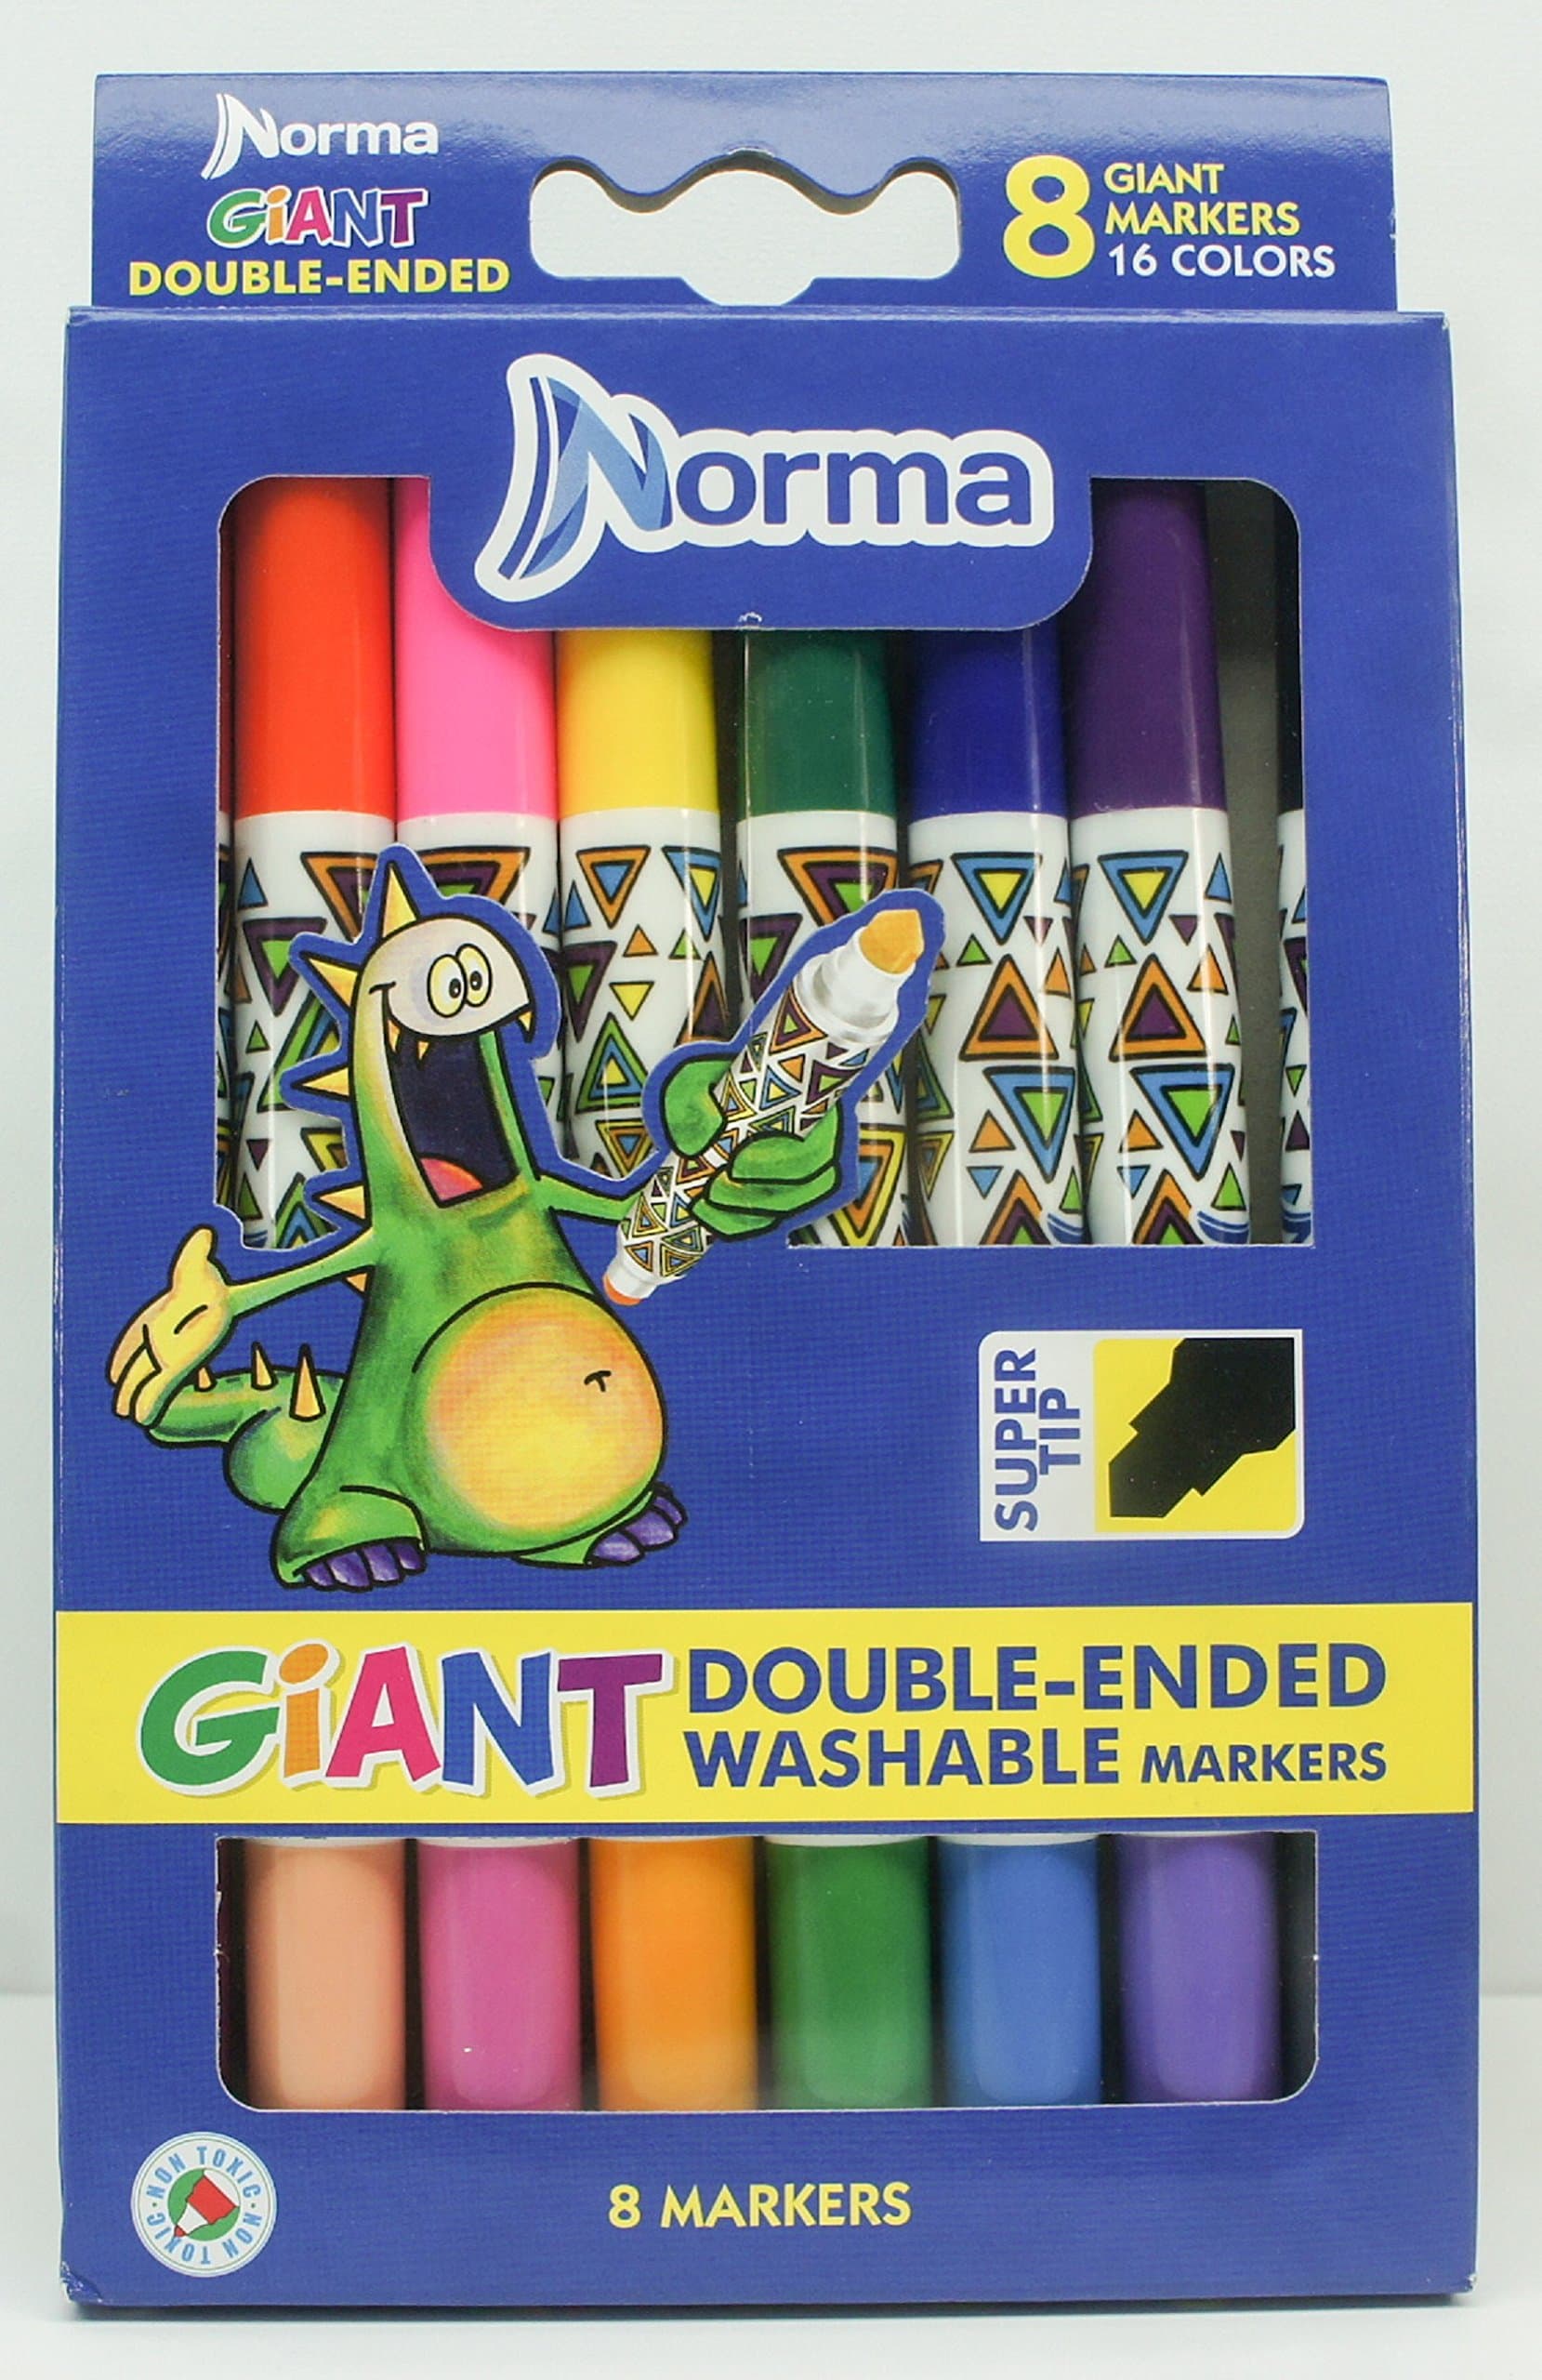 Norma
GiANT
DOUBLE-ENDED
8 GIANT
MARKERS
16 COLORS
Norma
SUPER
TIP
GiANT DOUBLE-ENDED
WASHABLE MARKERS
NON TOXIC · NON TOXIC ·
8 MARKERS